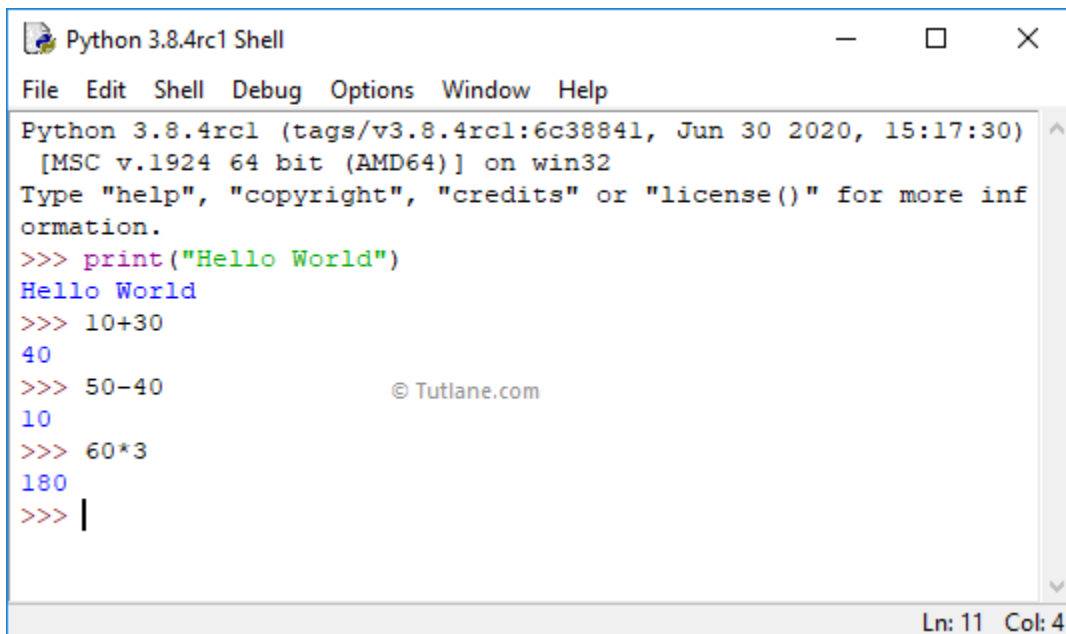 Python 3.8.4rc1 Shell
File Edit Shell Debug Options Window Help
Python 3.8.4rc1 (tags/v3.8.4rc1:6c38841, Jun 30 2020, 15:17:30)
[MSC v.1924 64 bit (AMD64)] on win32
Type "help", "copyright", "credits" or "license()" for more inf
ormation.
>>> print("Hello World")
Hello World
>>> 10+30
40
>>> 50-40
© Tutlane.com
10
>>> 60*3
180
>>>
Ln: 11 Col: 4